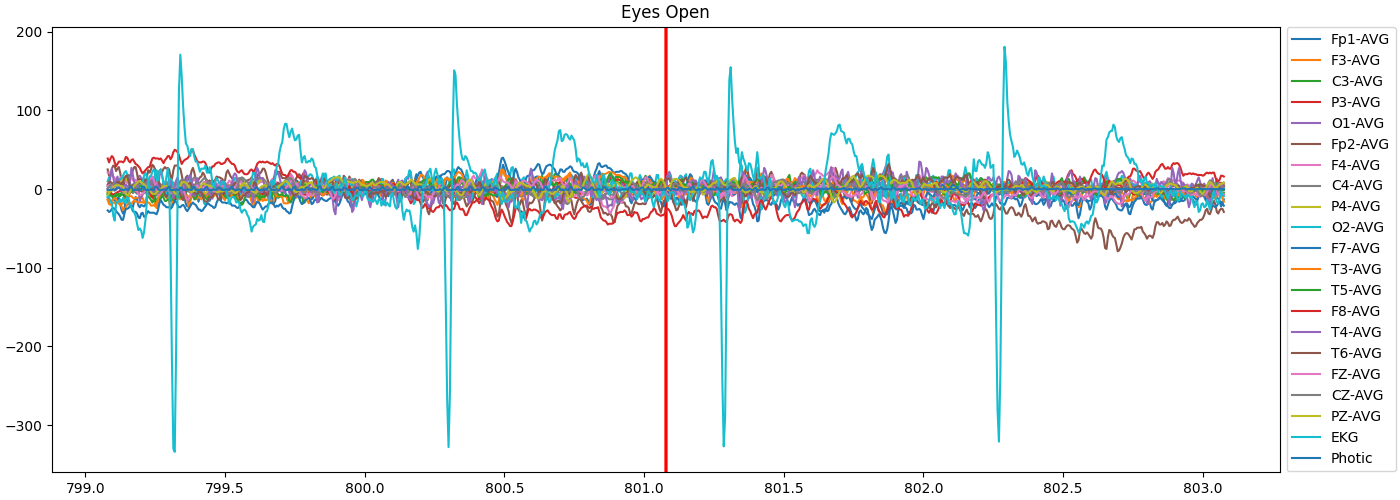 Eyes Open
200
100
0
−100
−200
−300
799.0 799.5 800.0 800.5 801.0 801.5 802.0 802.5 803.0
Fp1-AVG
F3-AVG
C3-AVG
P3-AVG
O1-AVG
Fp2-AVG
F4-AVG
C4-AVG
P4-AVG
O2-AVG
F7-AVG
T3-AVG
T5-AVG
F8-AVG
T4-AVG
T6-AVG
FZ-AVG
CZ-AVG
PZ-AVG
EKG
Photic